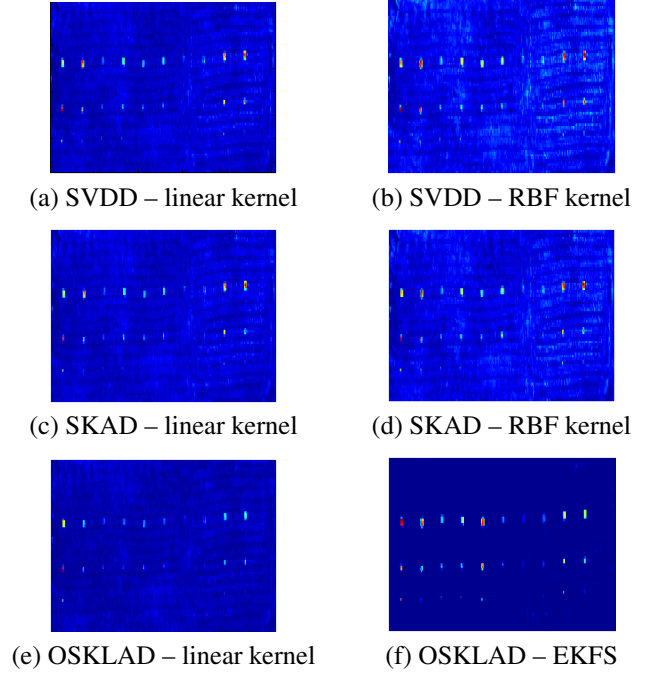 (a) SVDD – linear kernel
(b) SVDD – RBF kernel
(c) SKAD – linear kernel
(d) SKAD – RBF kernel
(e) OSKLAD – linear kernel
(f) OSKLAD – EKFS